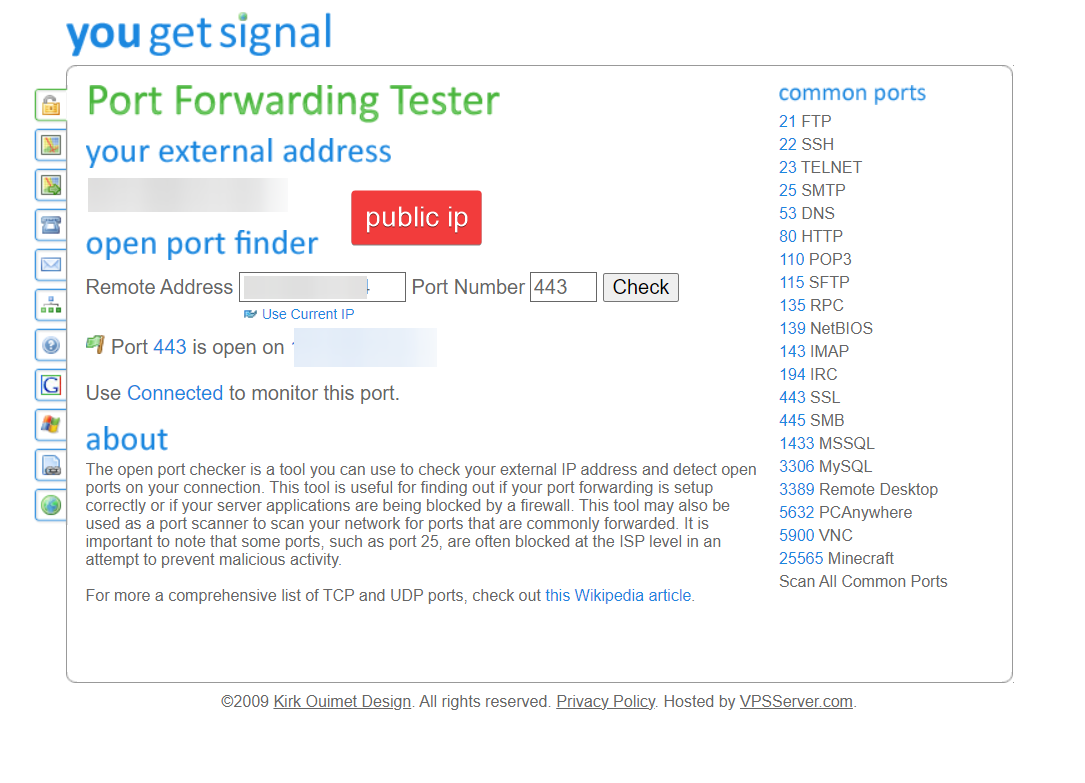 you get signal
Port Forwarding Tester
your external address
public ip
open port finder
Remote Address Port Number 443 Check
Use Current IP
Port 443 is open on
Use Connected to monitor this port.
about
The open port checker is a tool you can use to check your external IP address and detect open
ports on your connection. This tool is useful for finding out if your port forwarding is setup
correctly or if your server applications are being blocked by a firewall. This tool may also be
used as a port scanner to scan your network for ports that are commonly forwarded. It is
important to note that some ports, such as port 25, are often blocked at the ISP level in an
attempt to prevent malicious activity.
For more a comprehensive list of TCP and UDP ports, check out this Wikipedia article.
common ports
21 FTP
22 SSH
23 TELNET
25 SMTP
53 DNS
80 HTTP
110 POP3
115 SFTP
135 RPC
139 NetBIOS
143 IMAP
194 IRC
443 SSL
445 SMB
1433 MSSQL
3306 MySQL
3389 Remote Desktop
5632 PCAnywhere
5900 VNC
25565 Minecraft
Scan All Common Ports
©2009 Kirk Ouimet Design. All rights reserved. Privacy Policy. Hosted by VPSServer.com.